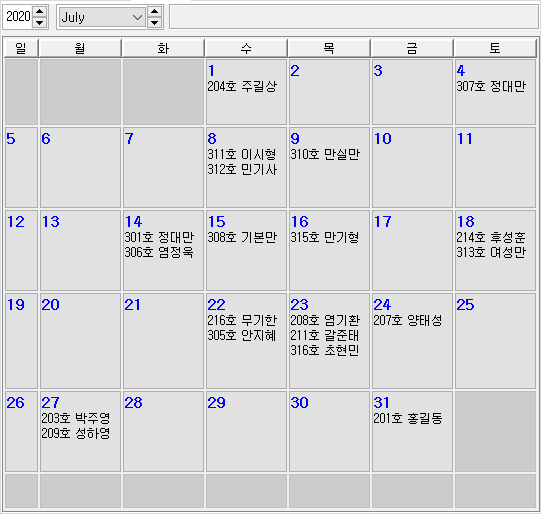 2020 July
일 월 화 수 목 금 토
1 2 3 4
204호 주길상 307호 정대만
5 6 7 8 9 10 11
311호 이시형 310호 만실만
312호 민기사
12 13 14 15 16 17 18
301호 정대만 308호 기본만 315호 만기형 214호 후성훈
306호 염정욱 313호 여성만
19 20 21 22 23 24 25
216호 무기한 208호 염기환 207호 양태성
305호 안지혜 211호 갈준태
316호 초현민
26 27 28 29 30 31
203호 박주영 201호 홍길동
209호 성하영